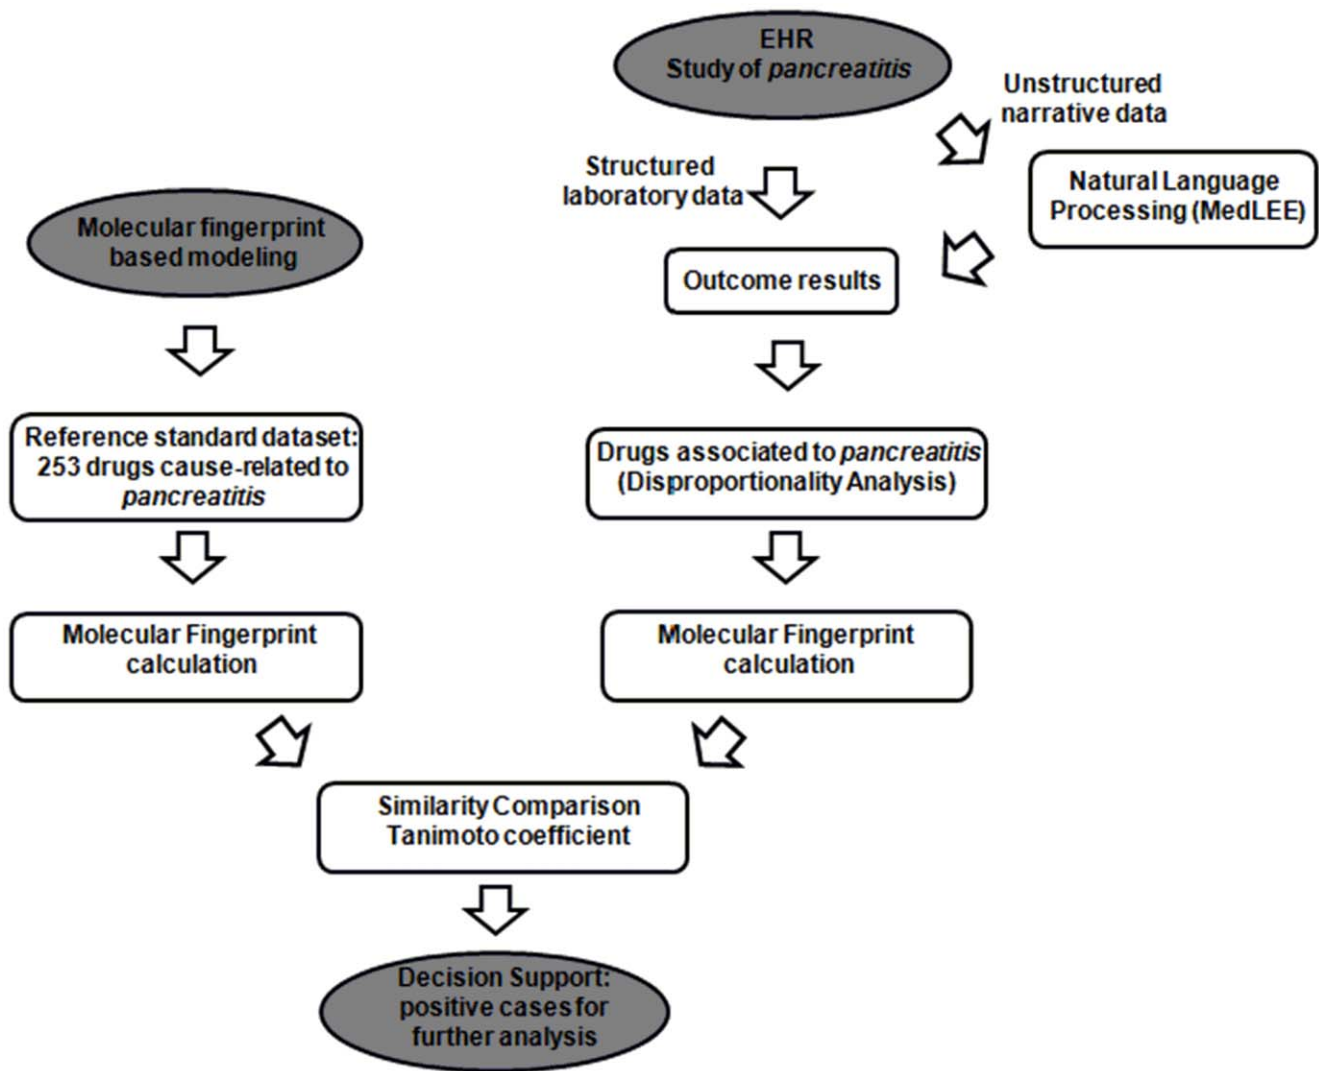 EHR
Study of pancreatitis
Unstructured
narrative data
Structured
laboratory data
Natural Language
Processing (MedLEE)
Molecular fingerprint
based modeling
Outcome results
Reference standard dataset:
253 drugs cause-related to
pancreatitis
Drugs associated to pancreatitis
(Disproportionality Analysis)
Molecular Fingerprint
calculation
Molecular Fingerprint
calculation
Similarity Comparison
Tanimoto coefficient
Decision Support:
positive cases for
further analysis